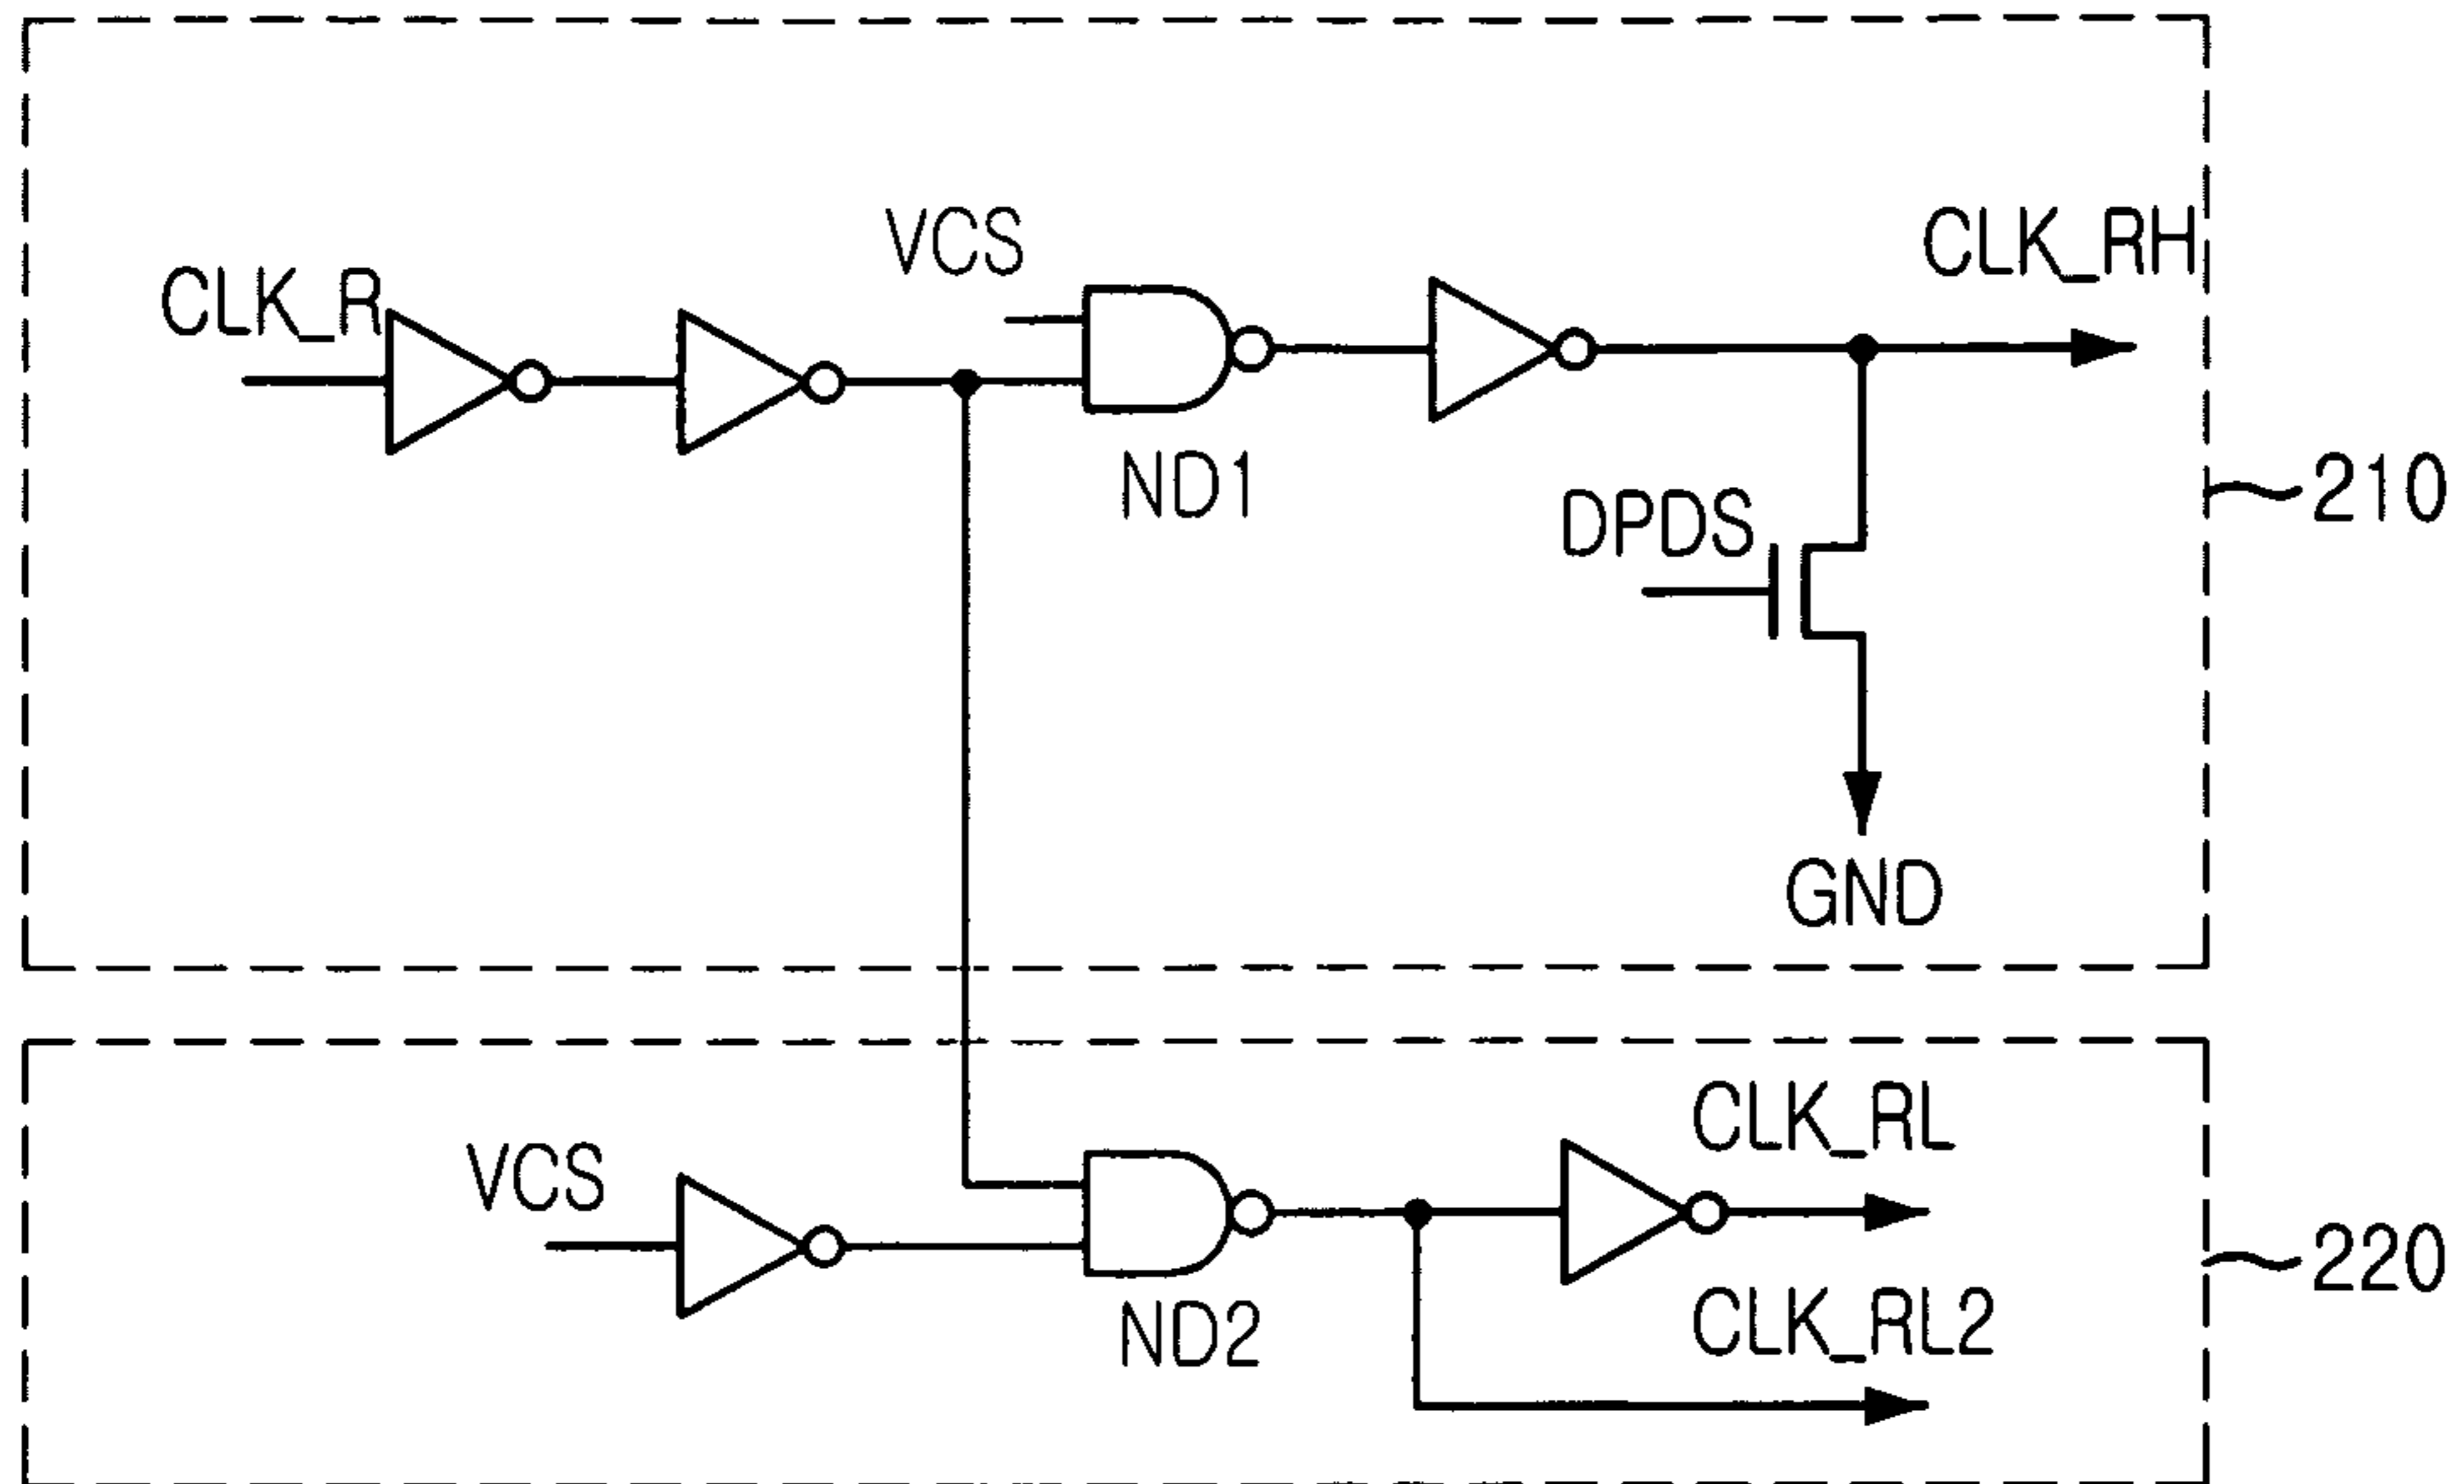 VCS
CLK_RH
CLK_R
ND1
DPDS
210
GND
CLK_RL
VCS
220
CLK_RL2
ND2